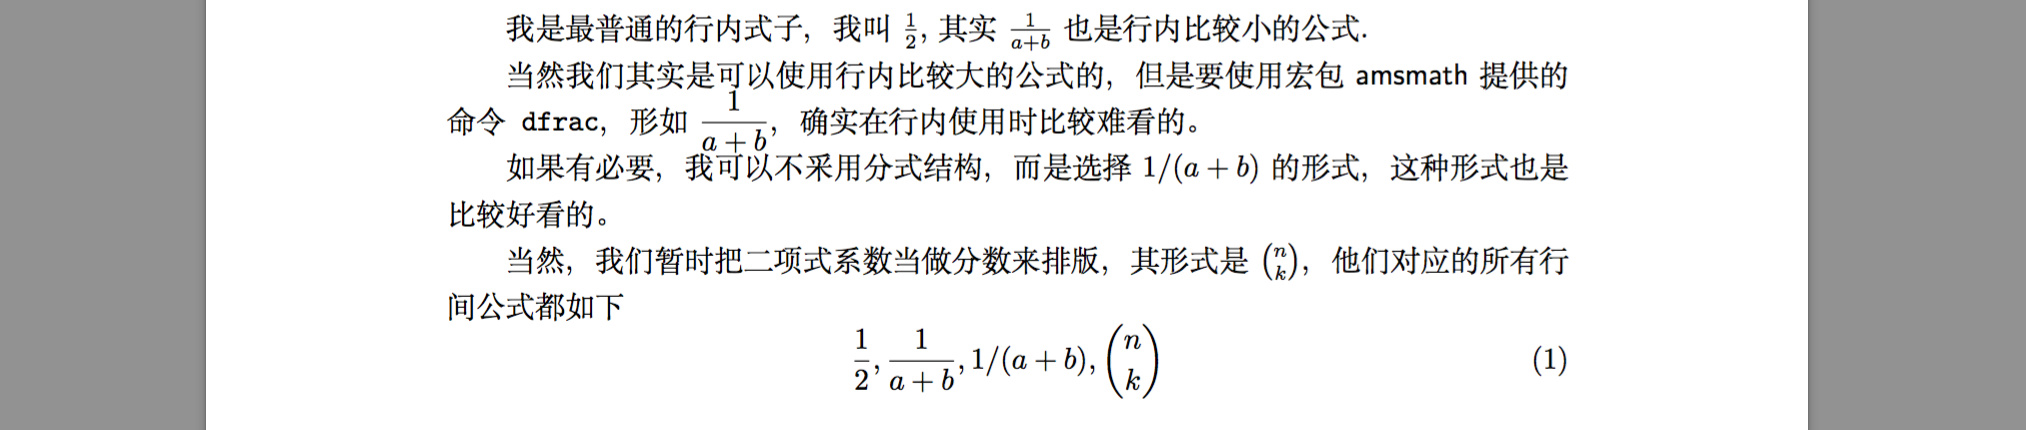 我是最普通的行内式子，我叫 $\frac{1}{2}$, 其实 $\frac{1}{a+b}$ 也是行内比较小的公式.
当然我们其实是可以使用行内比较大的公式的，但是要使用宏包 amsmath 提供的
命令 dfrac，形如 $\dfrac{1}{a+b}$，确实在行内使用时比较难看的。
如果有必要，我可以不采用分式结构，而是选择 $1/(a+b)$ 的形式，这种形式也是
比较好看的。
当然，我们暂时把二项式系数当做分数来排版，其形式是 $\binom{n}{k}$，他们对应的所有行
间公式都如下
$\frac{1}{2}, \frac{1}{a+b}, 1/(a+b), \binom{n}{k}$ (1)